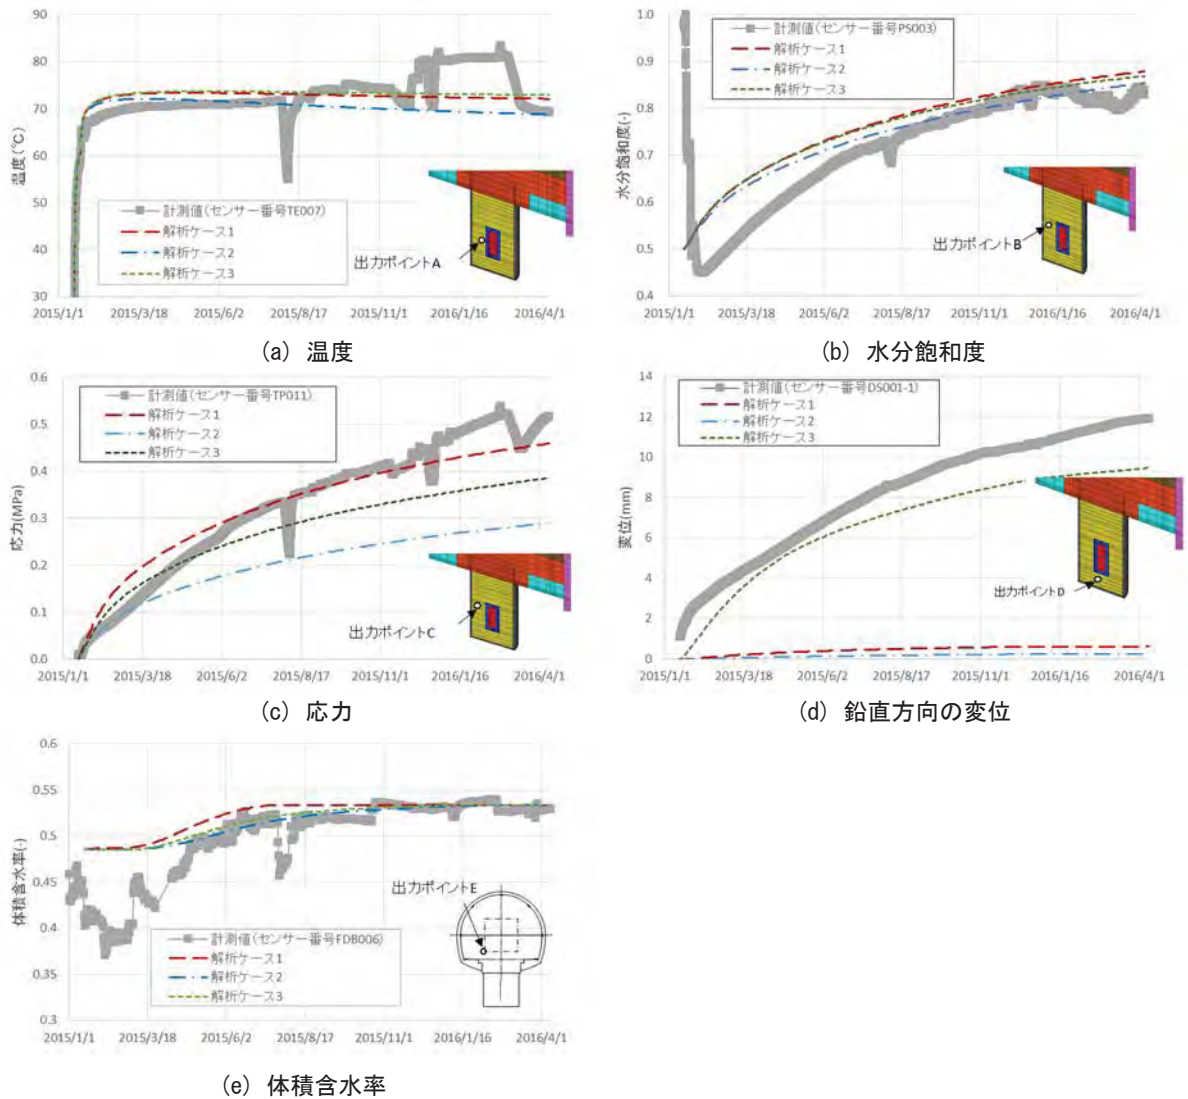 90
80
70
60
50
40
30
温度(℃)
計測値(センサー番号TE007)
解析ケース1
解析ケース2
解析ケース3
出力ポイントA
2015/1/1 2015/3/18 2015/6/2 2015/8/17 2015/11/1 2016/1/16 2016/4/1
(a) 温度
1.0
0.9
0.8
0.7
0.6
0.5
0.4
水分飽和度(-)
計測値(センサー番号PS003)
解析ケース1
解析ケース2
解析ケース3
出力ポイントB
2015/1/1 2015/3/18 2015/6/2 2015/8/17 2015/11/1 2016/1/16 2016/4/1
(b) 水分飽和度
0.6
0.5
0.4
0.3
0.2
0.1
0.0
応力(MPa)
計測値(センサー番号TP011)
解析ケース1
解析ケース2
解析ケース3
出力ポイントC
2015/1/1 2015/3/18 2015/6/2 2015/8/17 2015/11/1 2016/1/16 2016/4/1
(c) 応力
14
12
10
8
6
4
2
0
変位(mm)
計測値(センサー番号DS001-1)
解析ケース1
解析ケース2
解析ケース3
出力ポイントD
2015/1/1 2015/3/18 2015/6/2 2015/8/17 2015/11/1 2016/1/16 2016/4/1
(d) 鉛直方向の変位
0.6
0.55
0.5
0.45
0.4
0.35
0.3
体積含水率(-)
計測値(センサー番号FDB006)
解析ケース1
解析ケース2
解析ケース3
出力ポイントE
2015/1/1 2015/3/18 2015/6/2 2015/8/17 2015/11/1 2016/1/16 2016/4/1
(e) 体積含水率